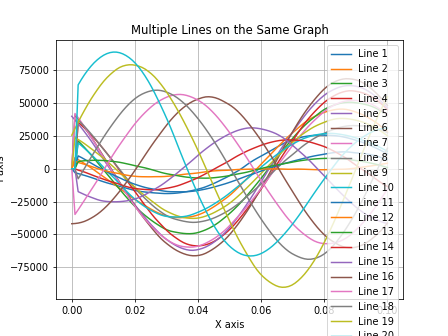 Multiple Lines on the Same Graph
75000
50000
25000
0
-25000
-50000
-75000
0.00
0.02
0.04
0.06
X axis
Line 1
Line 2
Line 3
Line 4
Line 5
Line 6
Line 7
Line 8
Line 9
Line 10
Line 11
Line 12
Line 13
Line 14
Line 15
Line 16
Line 17
Line 18
Line 19